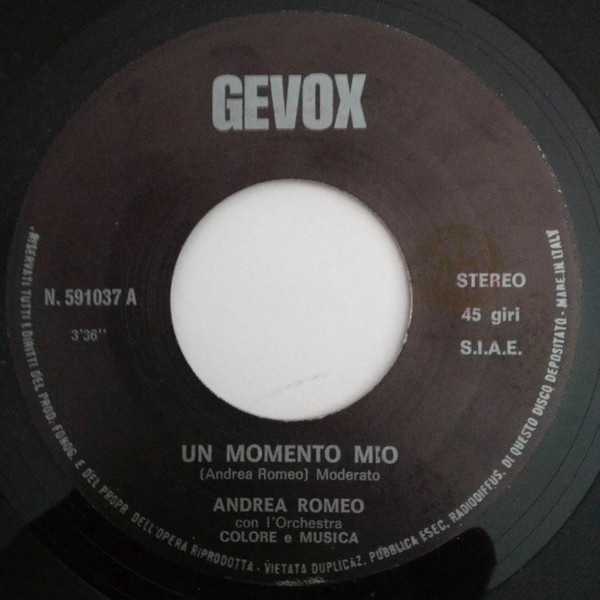 GEVOX
N. 591037 A
3'36''
STEREO
45 giri
S.I.A.E.
UN MOMENTO MIO
(Andrea Romeo) Moderato
ANDREA ROMEO
con l'Orchestra
COLORE e MUSICA
RISERVATI TUTTI I DIRITTI DEL PROD. FONOG. E DEL PROPR. DELL'OPERA RIPRODOTTA - VIETATA DUPLICAZ. PUBBLICA ESEC. RADIODIFFUS. DI QUESTO DISCO DEPOSITATO - MADE IN ITALY